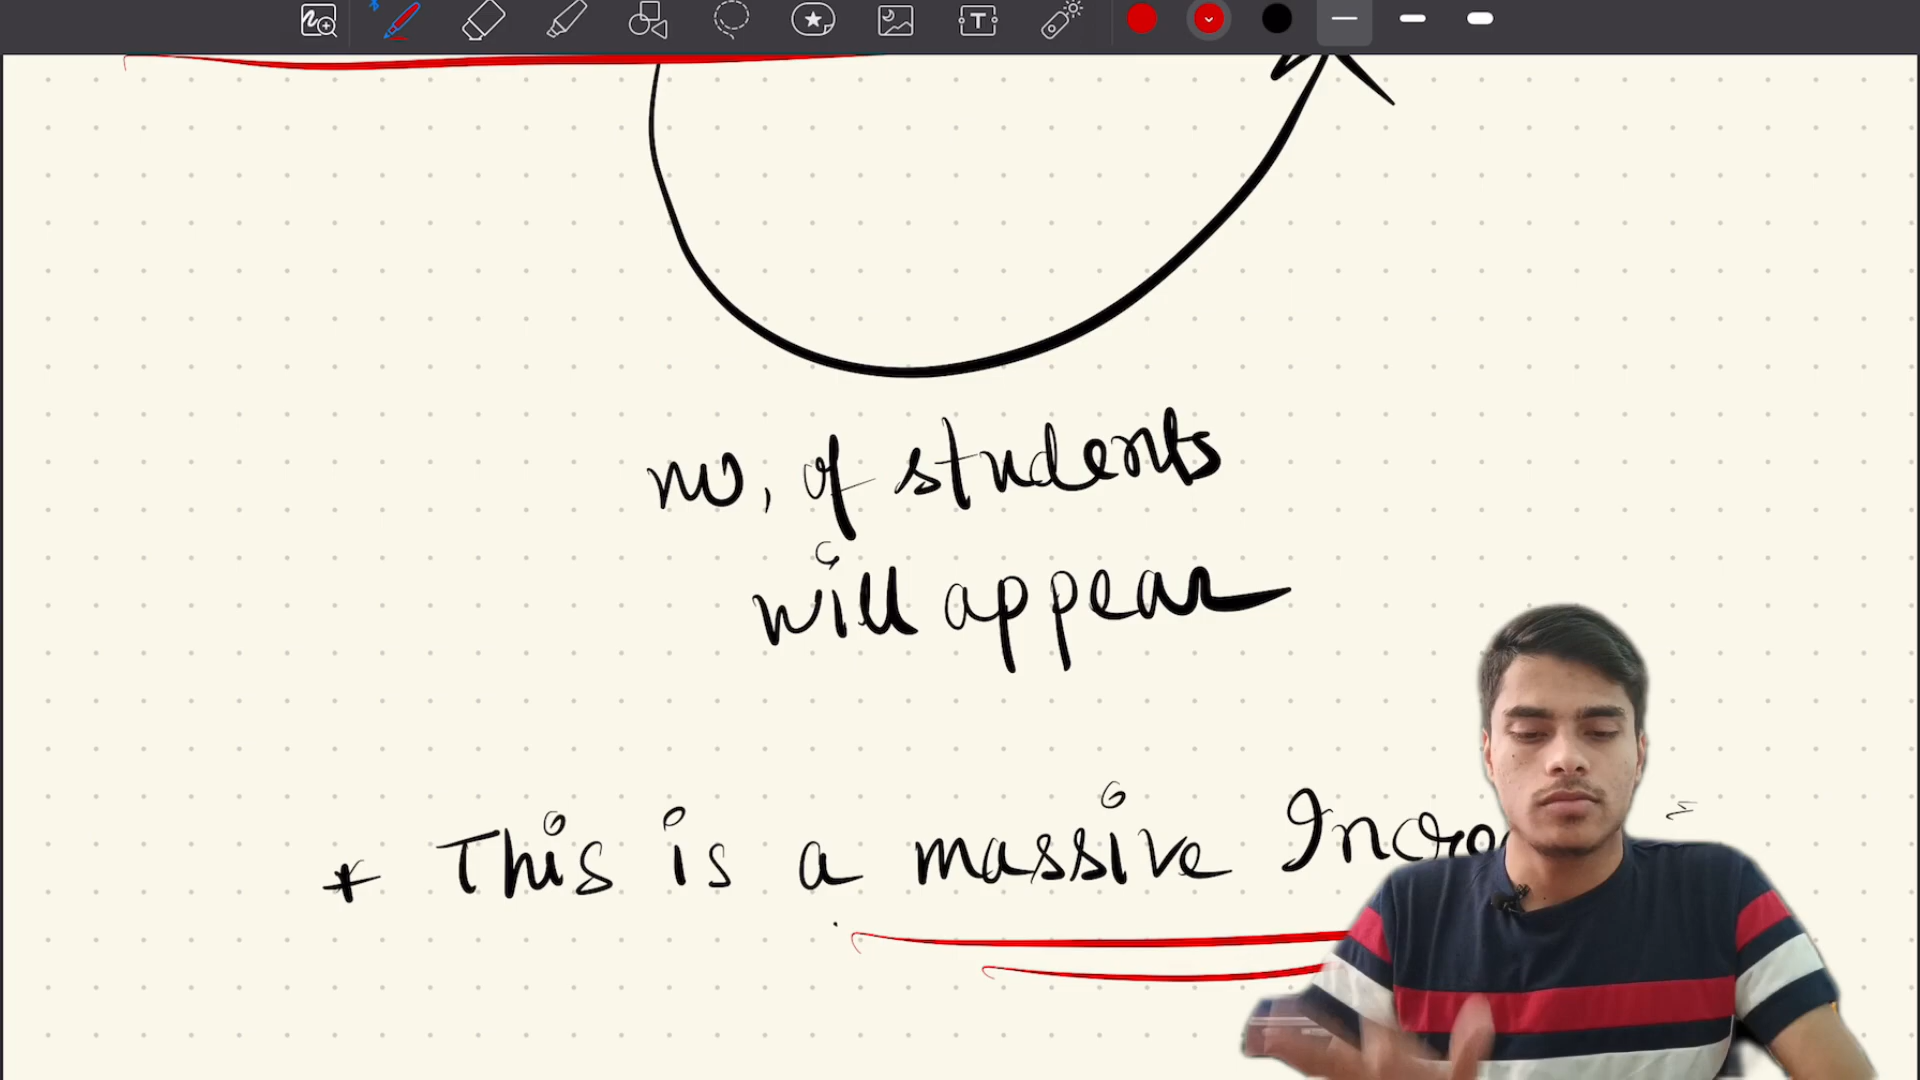 no. of students
will appear
* This is a massive